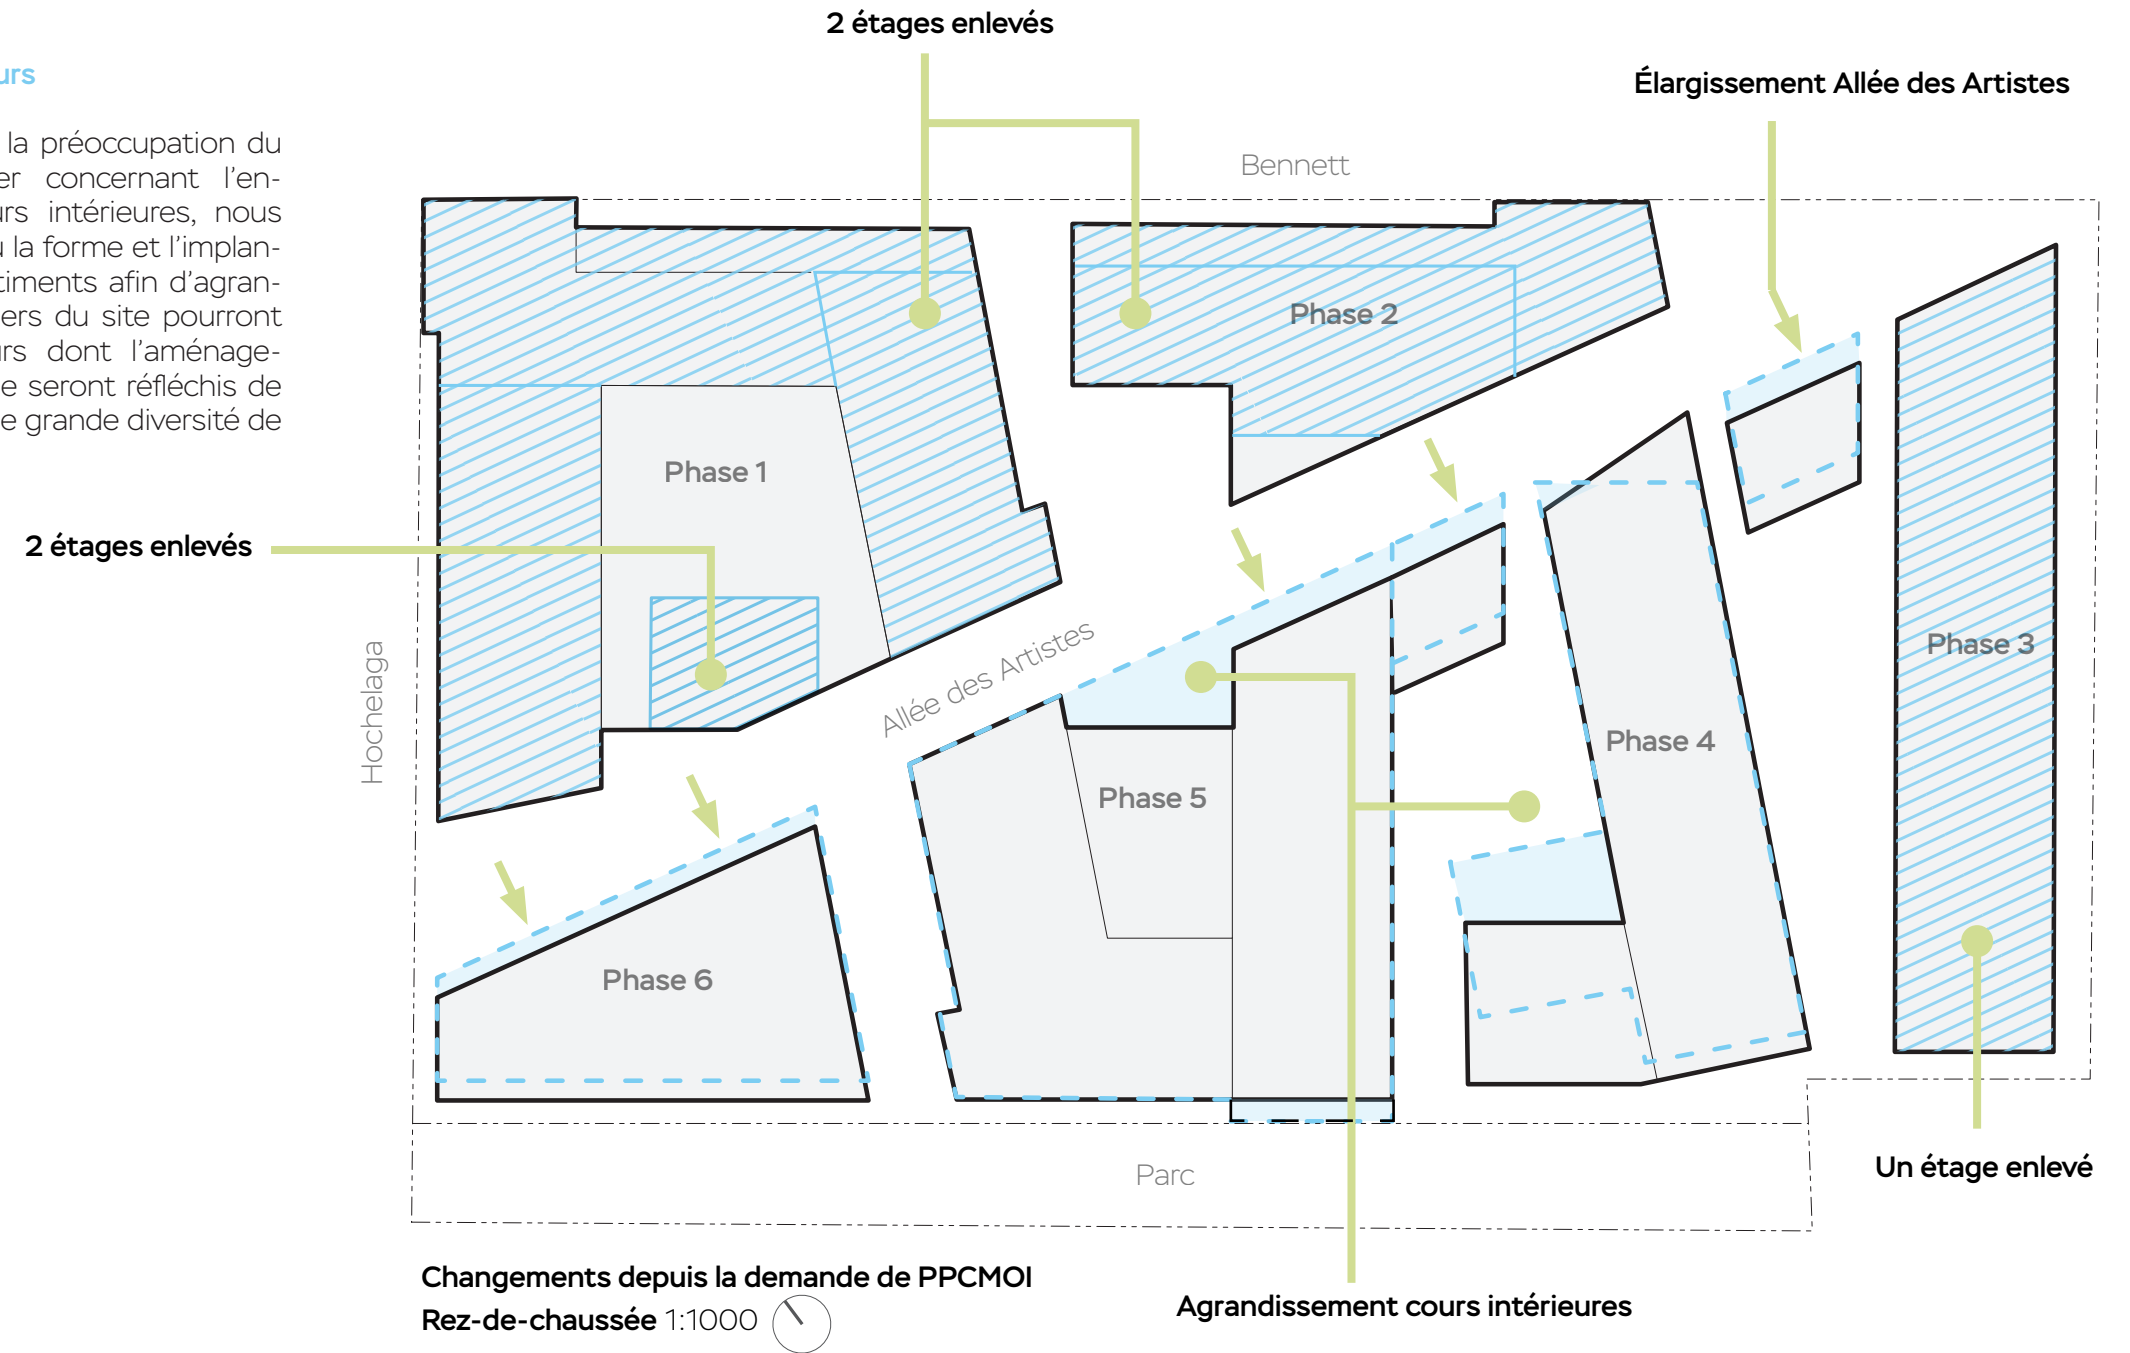 urs
la préoccupation du
er concernant l'en-
urs intérieures, nous
u la forme et l'implan-
timents afin d'agran-
ers du site pourront
urs dont l'aménage-
e seront réfléchis de
e grande diversité de
2 étages enlevés
Élargissement Allée des Artistes
Bennett
Phase 2
Phase 1
2 étages enlevés
Hochelaga
Allée des Artistes
Phase 3
Phase 4
Phase 5
Phase 6
Parc
Un étage enlevé
Changements depuis la demande de PPCMOI
Rez-de-chaussée 1:1000
Agrandissement cours intérieures